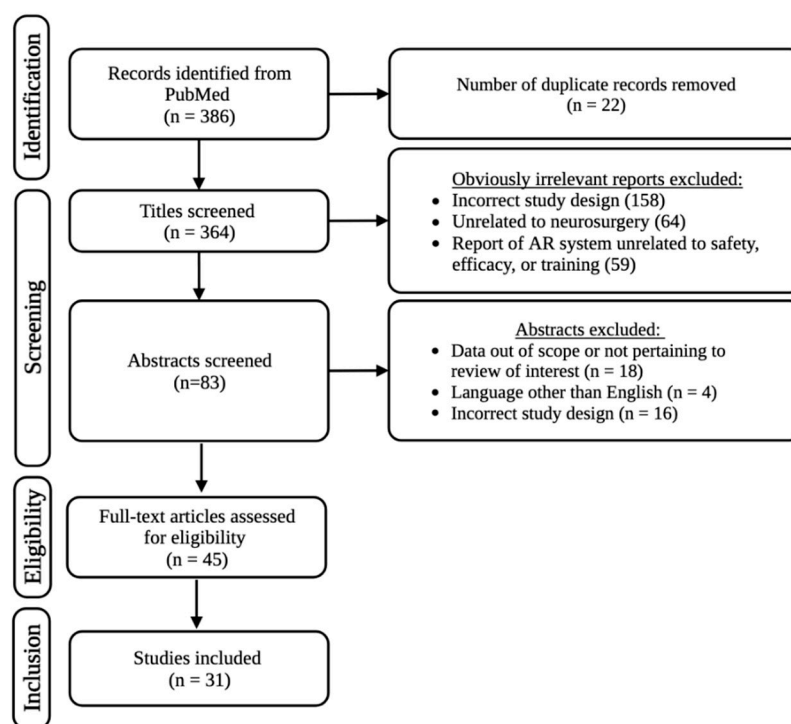 Identification
Records identified from
PubMed
(n = 386)
Number of duplicate records removed
(n = 22)
Screening
Titles screened
(n = 364)
Obviously irrelevant reports excluded:
• Incorrect study design (158)
• Unrelated to neurosurgery (64)
• Report of AR system unrelated to safety,
efficacy, or training (59)
Abstracts screened
(n=83)
Abstracts excluded:
• Data out of scope or not pertaining to
review of interest (n = 18)
• Language other than English (n = 4)
• Incorrect study design (n = 16)
Eligibility
Full-text articles assessed
for eligibility
(n = 45)
Inclusion
Studies included
(n = 31)